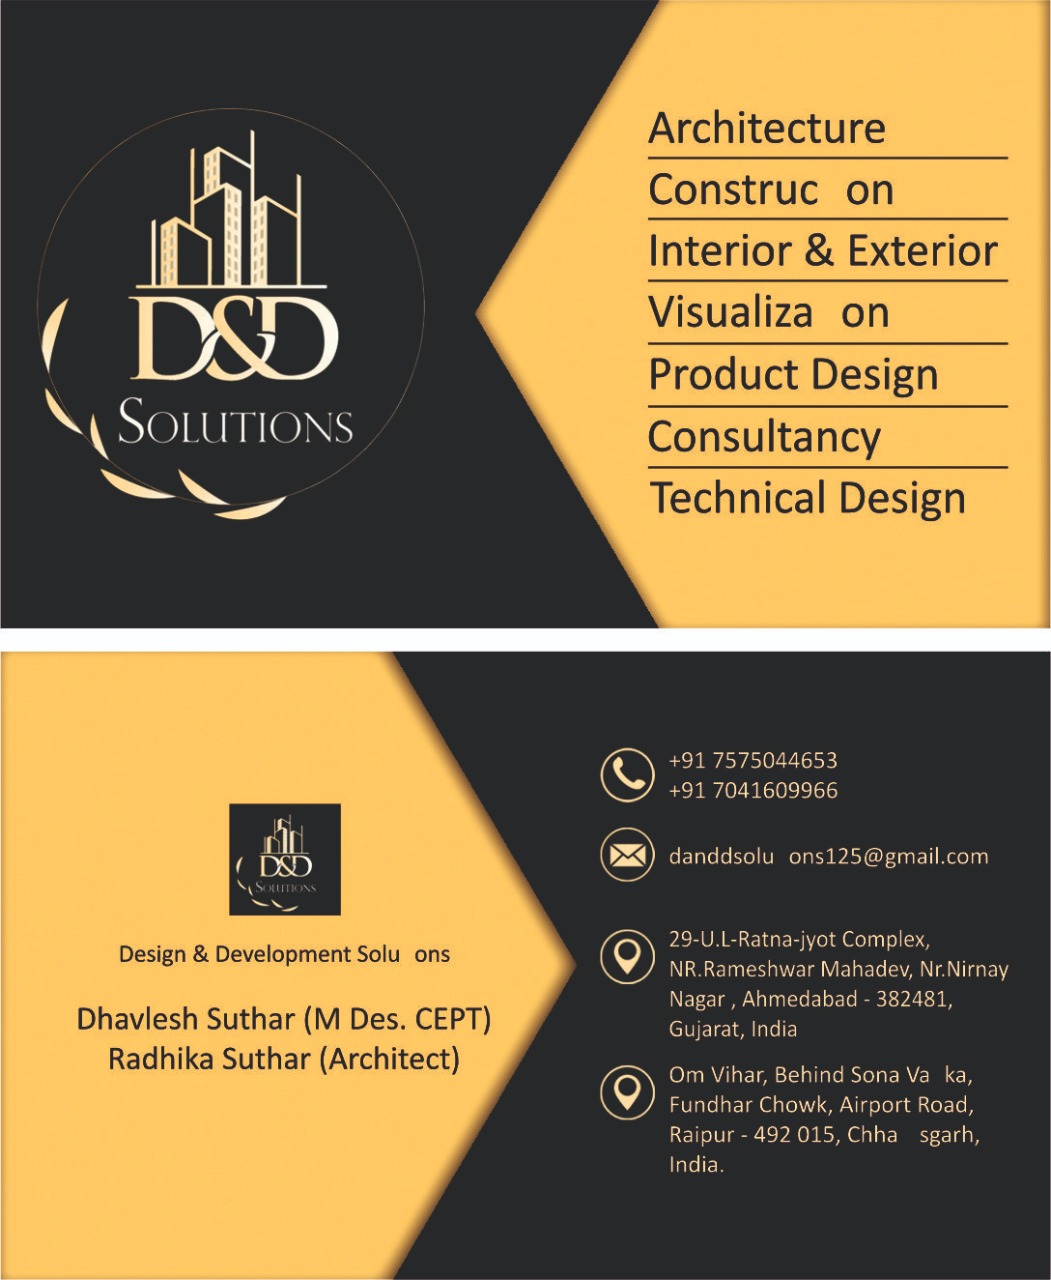 D&D
SOLUTIONS
Architecture
Construc on
Interior & Exterior
Visualiza on
Product Design
Consultancy
Technical Design
D&D
SOLUTIONS
Design & Development Solu ons
Dhavlesh Suthar (M Des. CEPT)
Radhika Suthar (Architect)
+91 7575044653
+91 7041609966
danddsolu ons125@gmail.com
29-U.L-Ratna-jyot Complex,
NR.Rameshwar Mahadev, Nr.Nirnay
Nagar , Ahmedabad - 382481,
Gujarat, India
Om Vihar, Behind Sona Va ka,
Fundhar Chowk, Airport Road,
Raipur - 492 015, Chha sgarh,
India.